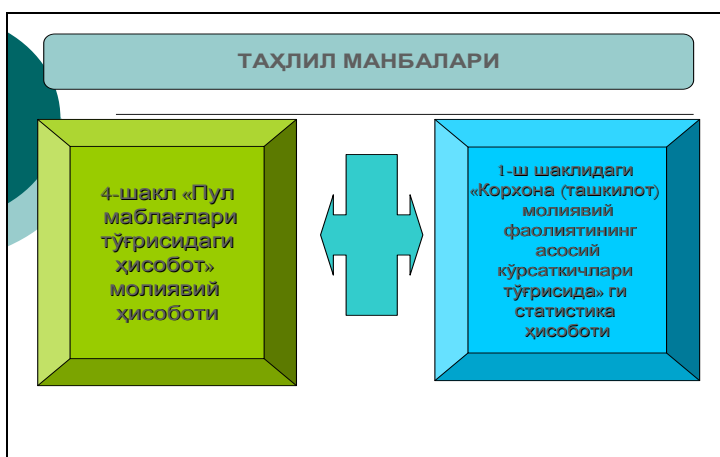 ТАҲЛИЛ МАНБАЛАРИ
4-шакл «Пул
маблағлари
тўғрисидаги
ҳисобот»
молиявий
ҳисоботи
1-ш шаклидаги
«Корхона (ташкилот)
молиявий
фаолиятининг
асосий
кўрсаткичлари
тўғрисида» ги
статистика
ҳисоботи